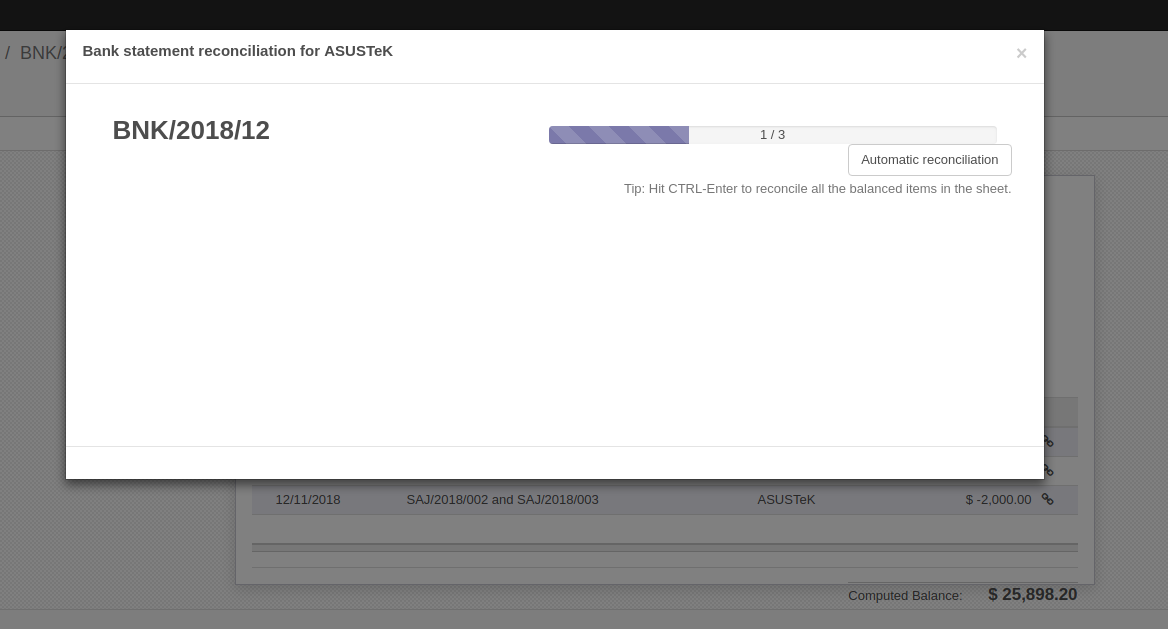 / BNK/2
Bank statement reconciliation for ASUSTeK
×
BNK/2018/12
1 / 3
Automatic reconciliation
Tip: Hit CTRL-Enter to reconcile all the balanced items in the sheet.
12/11/2018 SAJ/2018/002 and SAJ/2018/003 ASUSTeK $ -2,000.00
Computed Balance: $ 25,898.20